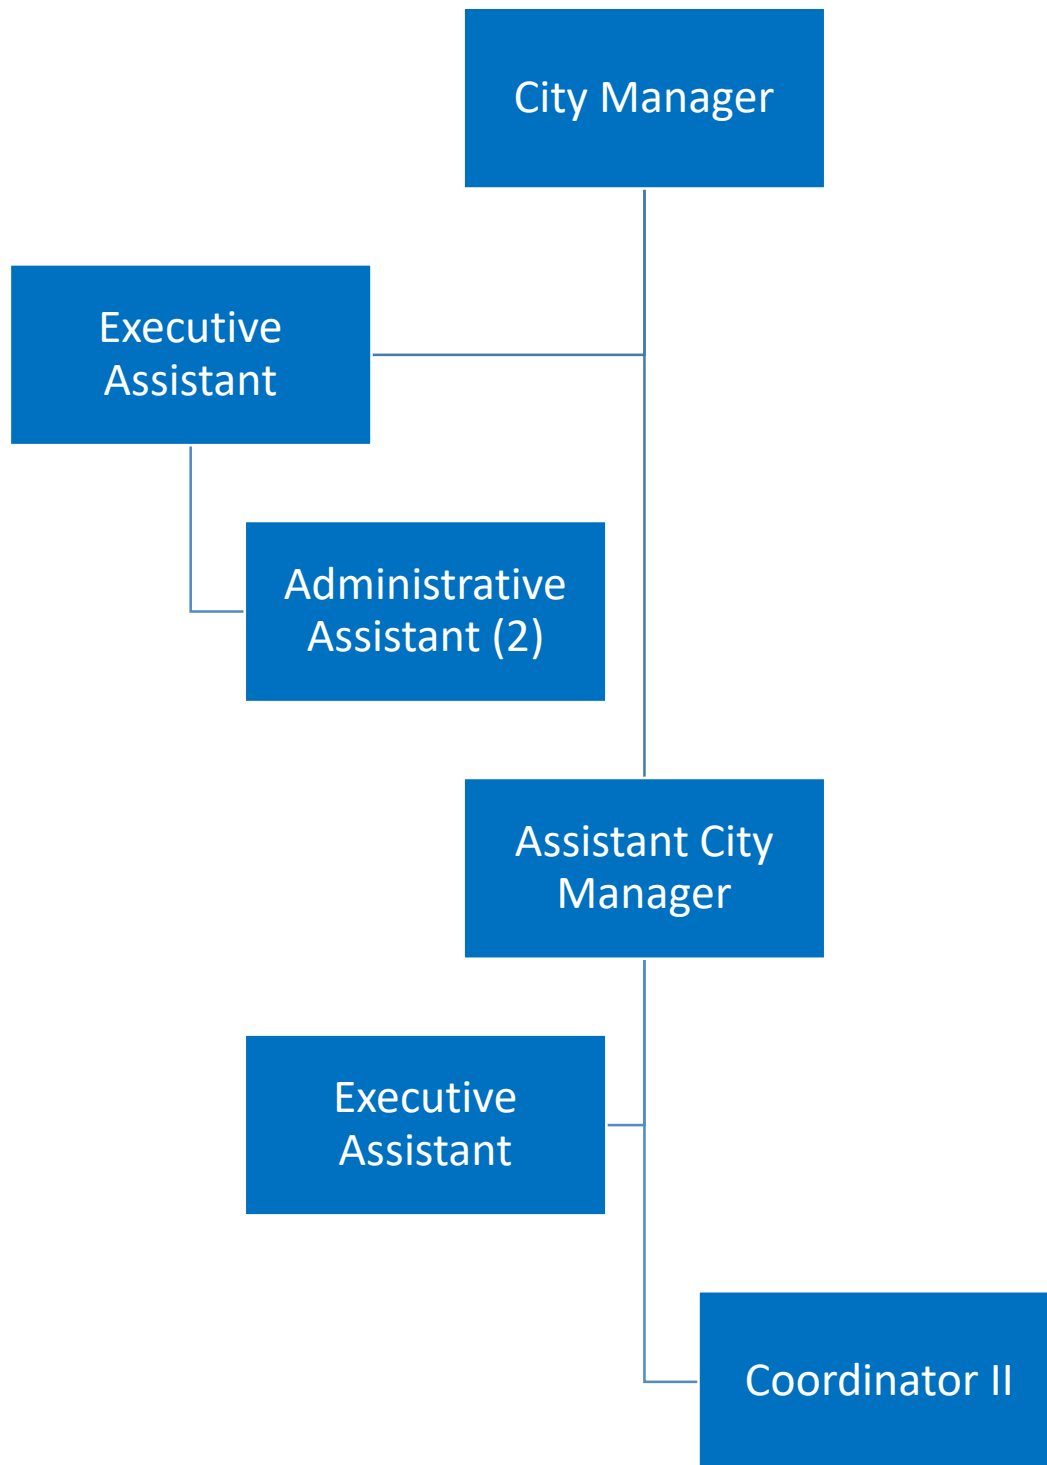 City Manager
Executive
Assistant
Administrative
Assistant (2)
Assistant City
Manager
Executive
Assistant
Coordinator II